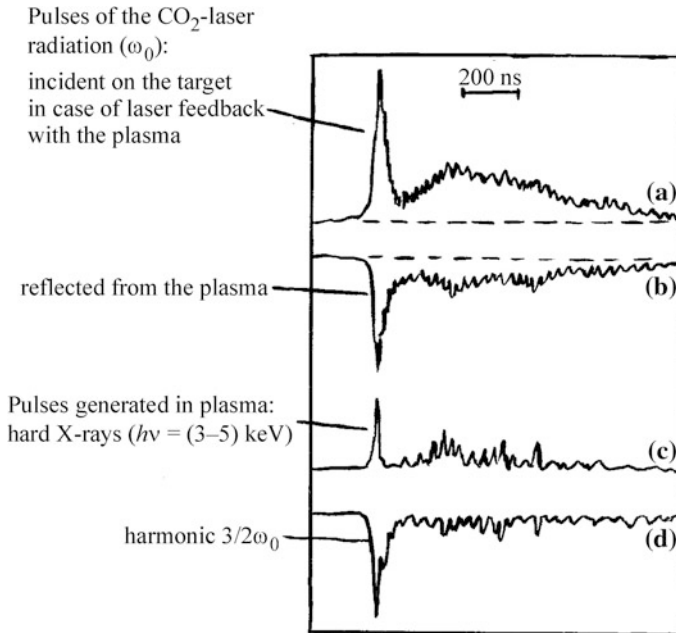 Pulses of the CO₂-laser
radiation (ω₀):
incident on the target
in case of laser feedback
with the plasma
200 ns
(a)
reflected from the plasma
(b)
Pulses generated in plasma:
hard X-rays (hν = (3–5) keV)
(c)
harmonic 3/2ω₀
(d)